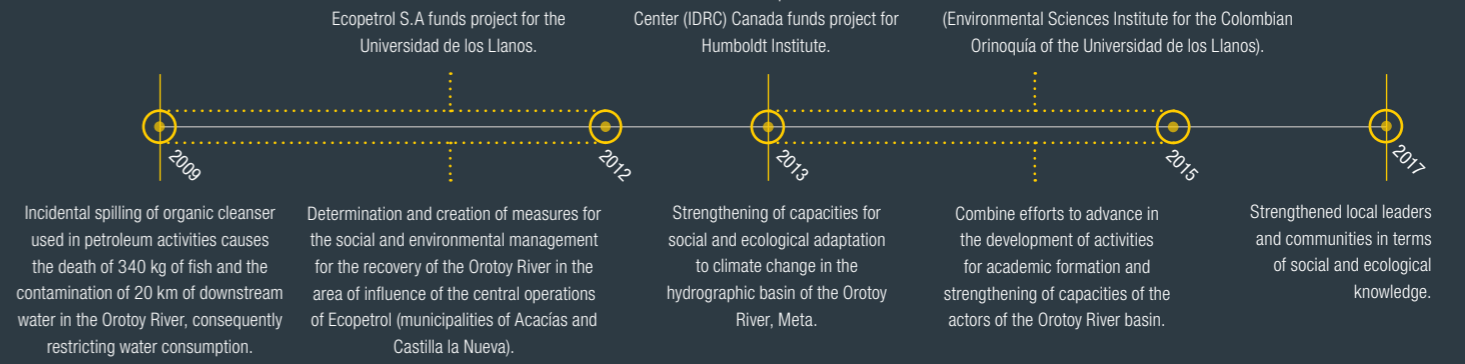 Ecopetrol S.A funds project for the
Universidad de los Llanos.
Center (IDRC) Canada funds project for
Humboldt Institute.
(Environmental Sciences Institute for the Colombian
Orinoquía of the Universidad de los Llanos).
2009
2012
2013
2015
2017
Incidental spilling of organic cleanser
used in petroleum activities causes
the death of 340 kg of fish and the
contamination of 20 km of downstream
water in the Orotoy River, consequently
restricting water consumption.
Determination and creation of measures for
the social and environmental management
for the recovery of the Orotoy River in the
area of influence of the central operations
of Ecopetrol (municipalities of Acacías and
Castilla la Nueva).
Strengthening of capacities for
social and ecological adaptation
to climate change in the
hydrographic basin of the Orotoy
River, Meta.
Combine efforts to advance in
the development of activities
for academic formation and
strengthening of capacities of the
actors of the Orotoy River basin.
Strengthened local leaders
and communities in terms
of social and ecological
knowledge.